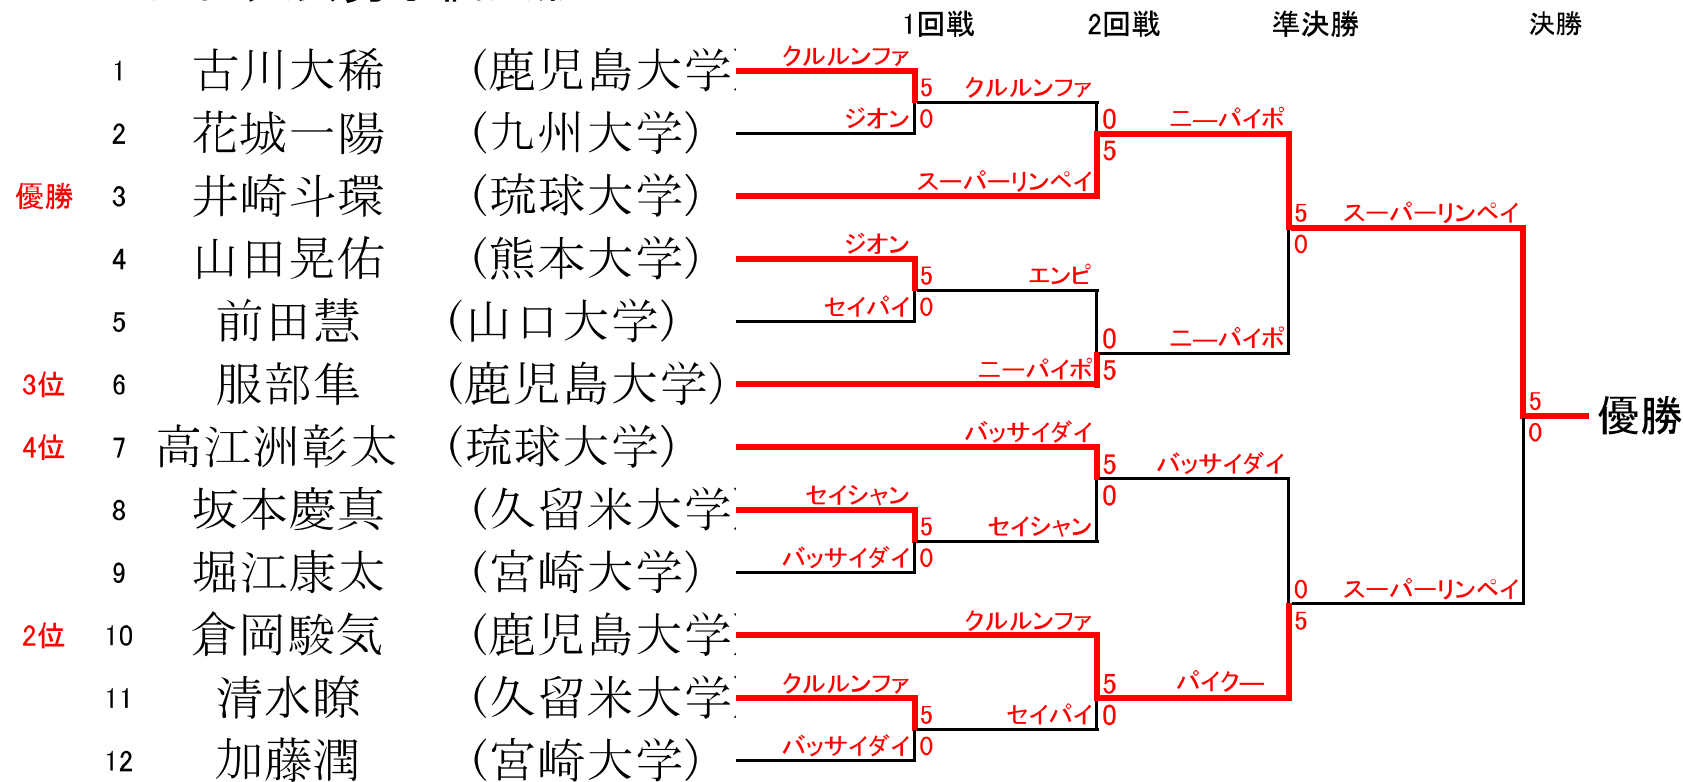 1回戦 2回戦 準決勝 決勝
1 古川大稀 (鹿児島大学) クルルンファ
5 クルルンファ
2 花城一陽 (九州大学) ジオン 0
0 ニーパイポ
5
優勝 3 井崎斗環 (琉球大学) スーパーリンペイ
5 スーパーリンペイ
0
4 山田晃佑 (熊本大学) ジオン
5 エンピ
5 前田慧 (山口大学) セイパイ 0
0 ニーパイポ
3位 6 服部隼 (鹿児島大学) ニーパイポ 5
5 優勝
0
4位 7 高江洲彰太 (琉球大学) バッサイダイ
5 バッサイダイ
0
8 坂本慶真 (久留米大学) セイシャン
5 セイシャン
9 堀江康太 (宮崎大学) バッサイダイ 0
0 スーパーリンペイ
5
2位 10 倉岡駿気 (鹿児島大学) クルルンファ
11 清水瞭 (久留米大学) クルルンファ
5 パイクー
5 セイパイ 0
12 加藤潤 (宮崎大学) バッサイダイ 0